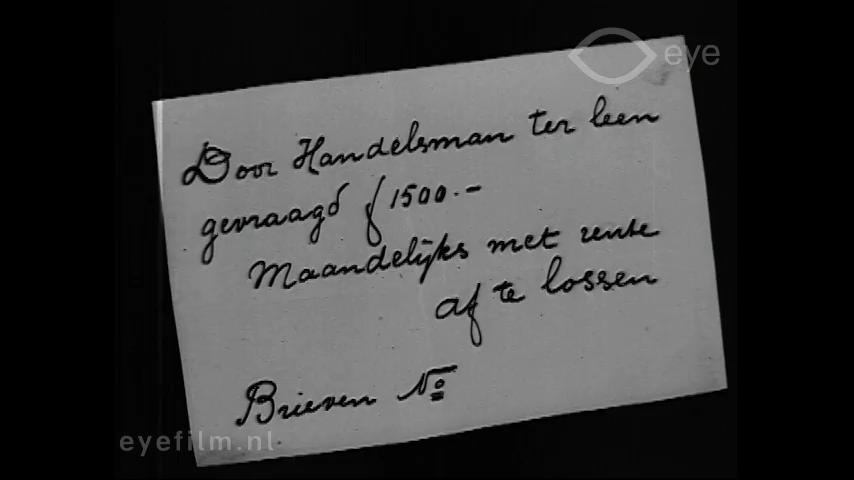 eye
Door Handelsman ter leen
gevraagd ƒ 1500.-
Maandelijks met rente
af te lossen
Brieven No
eyefilm.nl